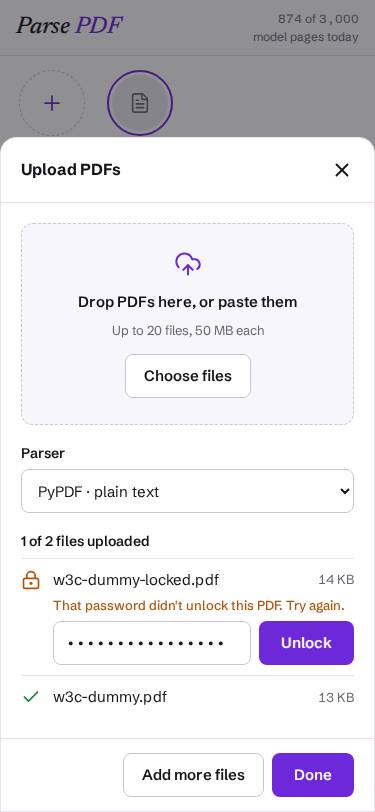 Parse PDF
874 of 3,000
model pages today
Upload PDFs
Drop PDFs here, or paste them
Up to 20 files, 50 MB each
Choose files
Parser
PyPDF · plain text
1 of 2 files uploaded
w3c-dummy-locked.pdf 14 KB
That password didn't unlock this PDF. Try again.
•••••••••••••••• Unlock
w3c-dummy.pdf 13 KB
Add more files Done